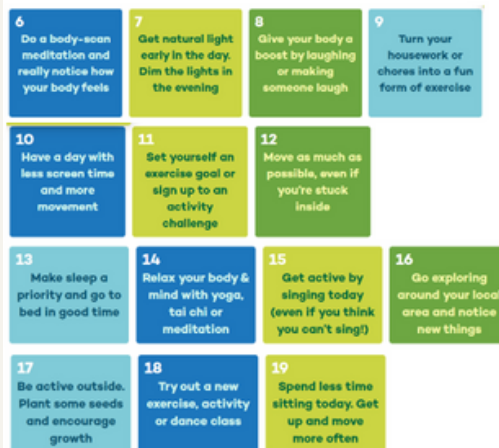 6
Do a body-scan
meditation and
really notice how
your body feels
7
Get natural light
early in the day.
Dim the lights in
the evening
8
Give your body a
boost by laughing
or making
someone laugh
9
Turn your
housework or
chores into a fun
form of exercise
10
Have a day with
less screen time
and more
movement
11
Set yourself an
exercise goal or
sign up to an
activity
challenge
12
Move as much as
possible, even if
you're stuck
inside
13
Make sleep a
priority and go to
bed in good time
14
Relax your body &
mind with yoga,
tai chi or
meditation
15
Get active by
singing today
(even if you think
you can't sing!)
16
Go exploring
around your local
area and notice
new things
17
Be active outside.
Plant some seeds
and encourage
growth
18
Try out a new
exercise, activity
or dance class
19
Spend less time
sitting today. Get
up and move
more often